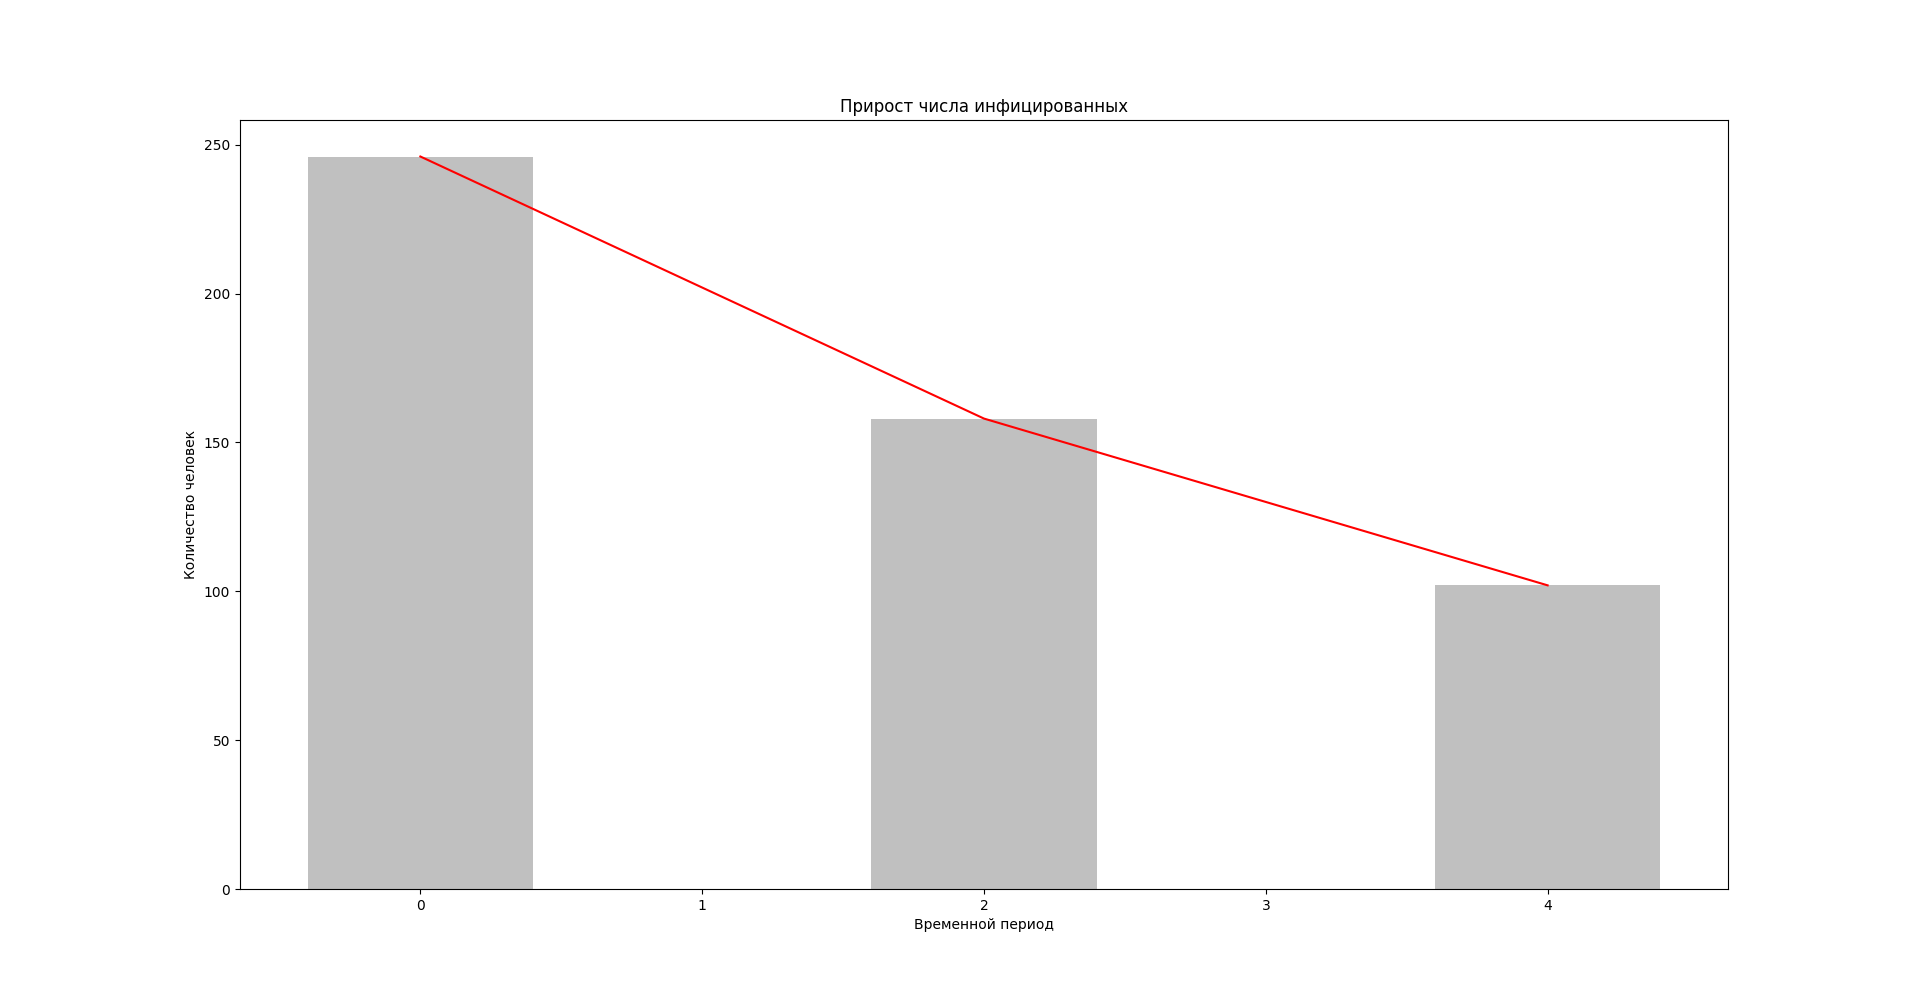 Прирост числа инфицированных
250
200
150
100
50
0
Количество человек
0 1 2 3 4
Временной период